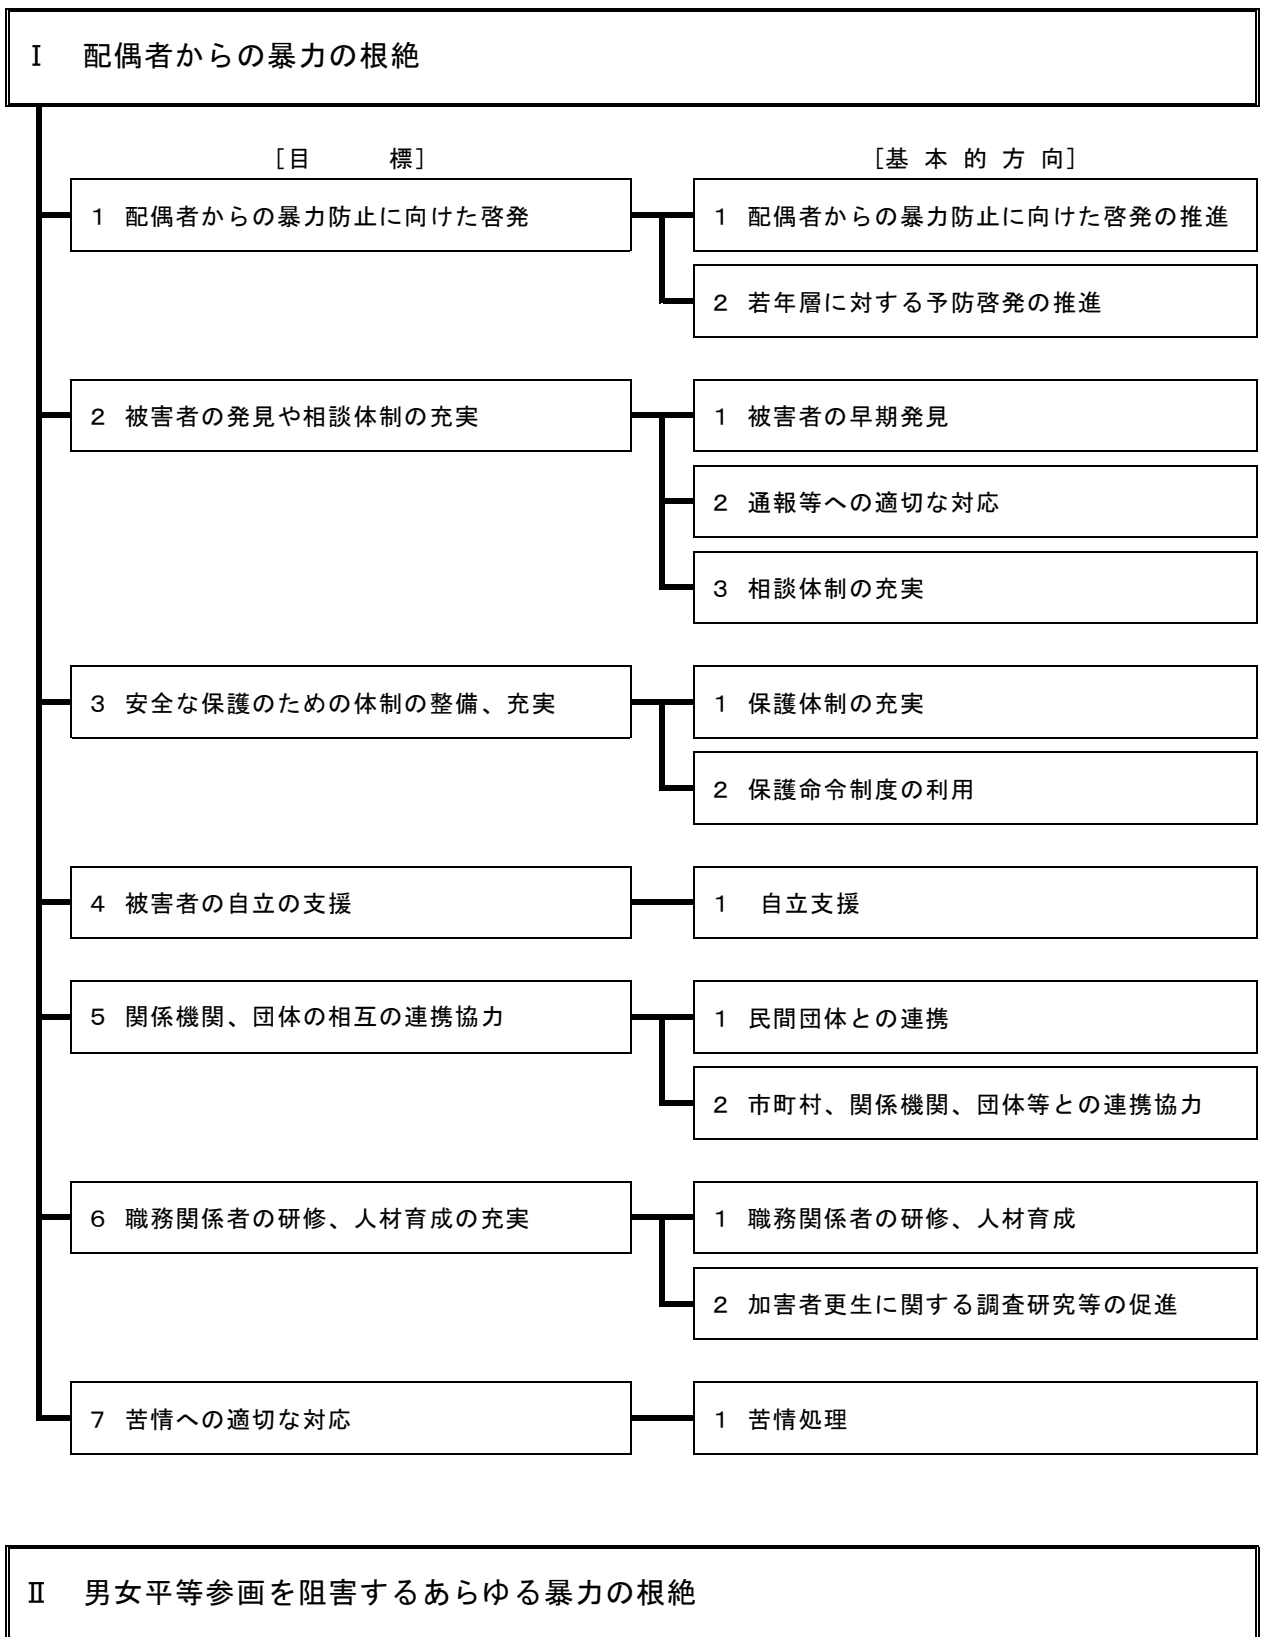 Ⅰ 配偶者からの暴力の根絶
[目 標] [基 本 的 方 向]
1 配偶者からの暴力防止に向けた啓発 1 配偶者からの暴力防止に向けた啓発の推進
2 若年層に対する予防啓発の推進
2 被害者の発見や相談体制の充実 1 被害者の早期発見
2 通報等への適切な対応
3 相談体制の充実
3 安全な保護のための体制の整備、充実 1 保護体制の充実
2 保護命令制度の利用
4 被害者の自立の支援 1 自立支援
5 関係機関、団体の相互の連携協力 1 民間団体との連携
2 市町村、関係機関、団体等との連携協力
6 職務関係者の研修、人材育成の充実 1 職務関係者の研修、人材育成
2 加害者更生に関する調査研究等の促進
7 苦情への適切な対応 1 苦情処理
Ⅱ 男女平等参画を阻害するあらゆる暴力の根絶